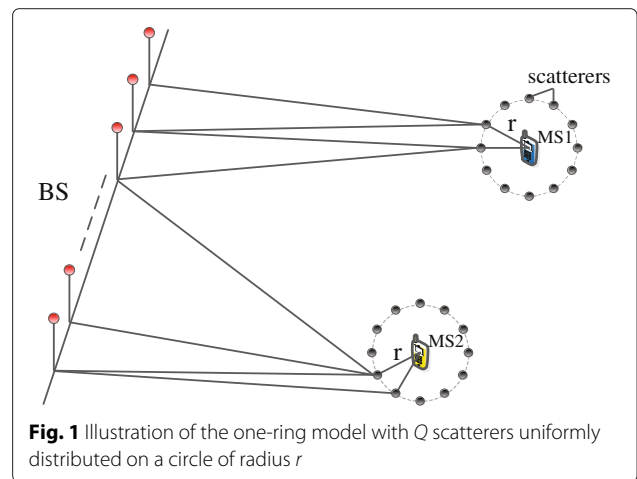 scatterers
r
MS1
BS
MS2
r
Fig. 1 Illustration of the one-ring model with Q scatterers uniformly
distributed on a circle of radius r